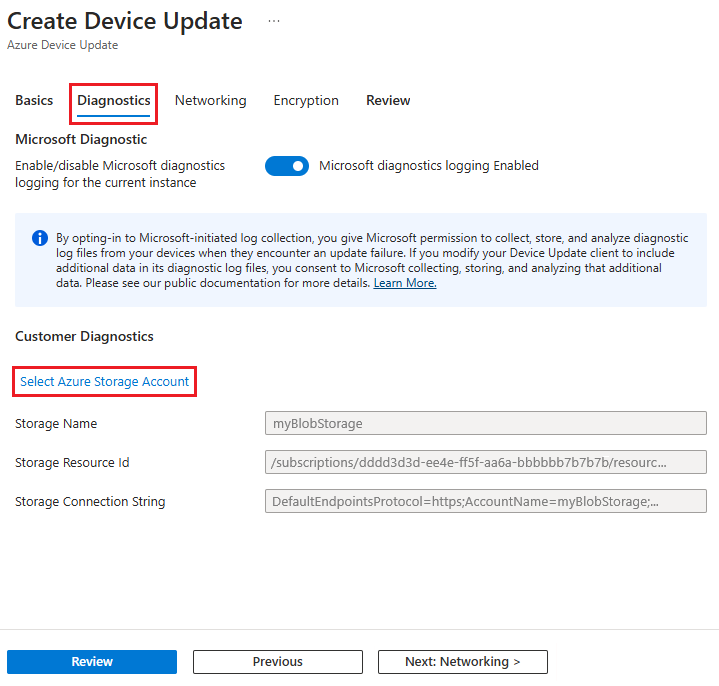 Create Device Update ...
Azure Device Update
Basics Diagnostics Networking Encryption Review
Microsoft Diagnostic
Enable/disable Microsoft diagnostics
logging for the current instance
Microsoft diagnostics logging Enabled
By opting-in to Microsoft-initiated log collection, you give Microsoft permission to collect, store, and analyze diagnostic
log files from your devices when they encounter an update failure. If you modify your Device Update client to include
additional data in its diagnostic log files, you consent to Microsoft collecting, storing, and analyzing that additional
data. Please see our public documentation for more details. Learn More.
Customer Diagnostics
Select Azure Storage Account
Storage Name myBlobStorage
Storage Resource Id /subscriptions/dddd3d3d-ee4e-ff5f-aa6a-bbbbbb7b7b7b/resourc...
Storage Connection String DefaultEndpointsProtocol=https;AccountName=myBlobStorage;...
Review Previous Next: Networking >